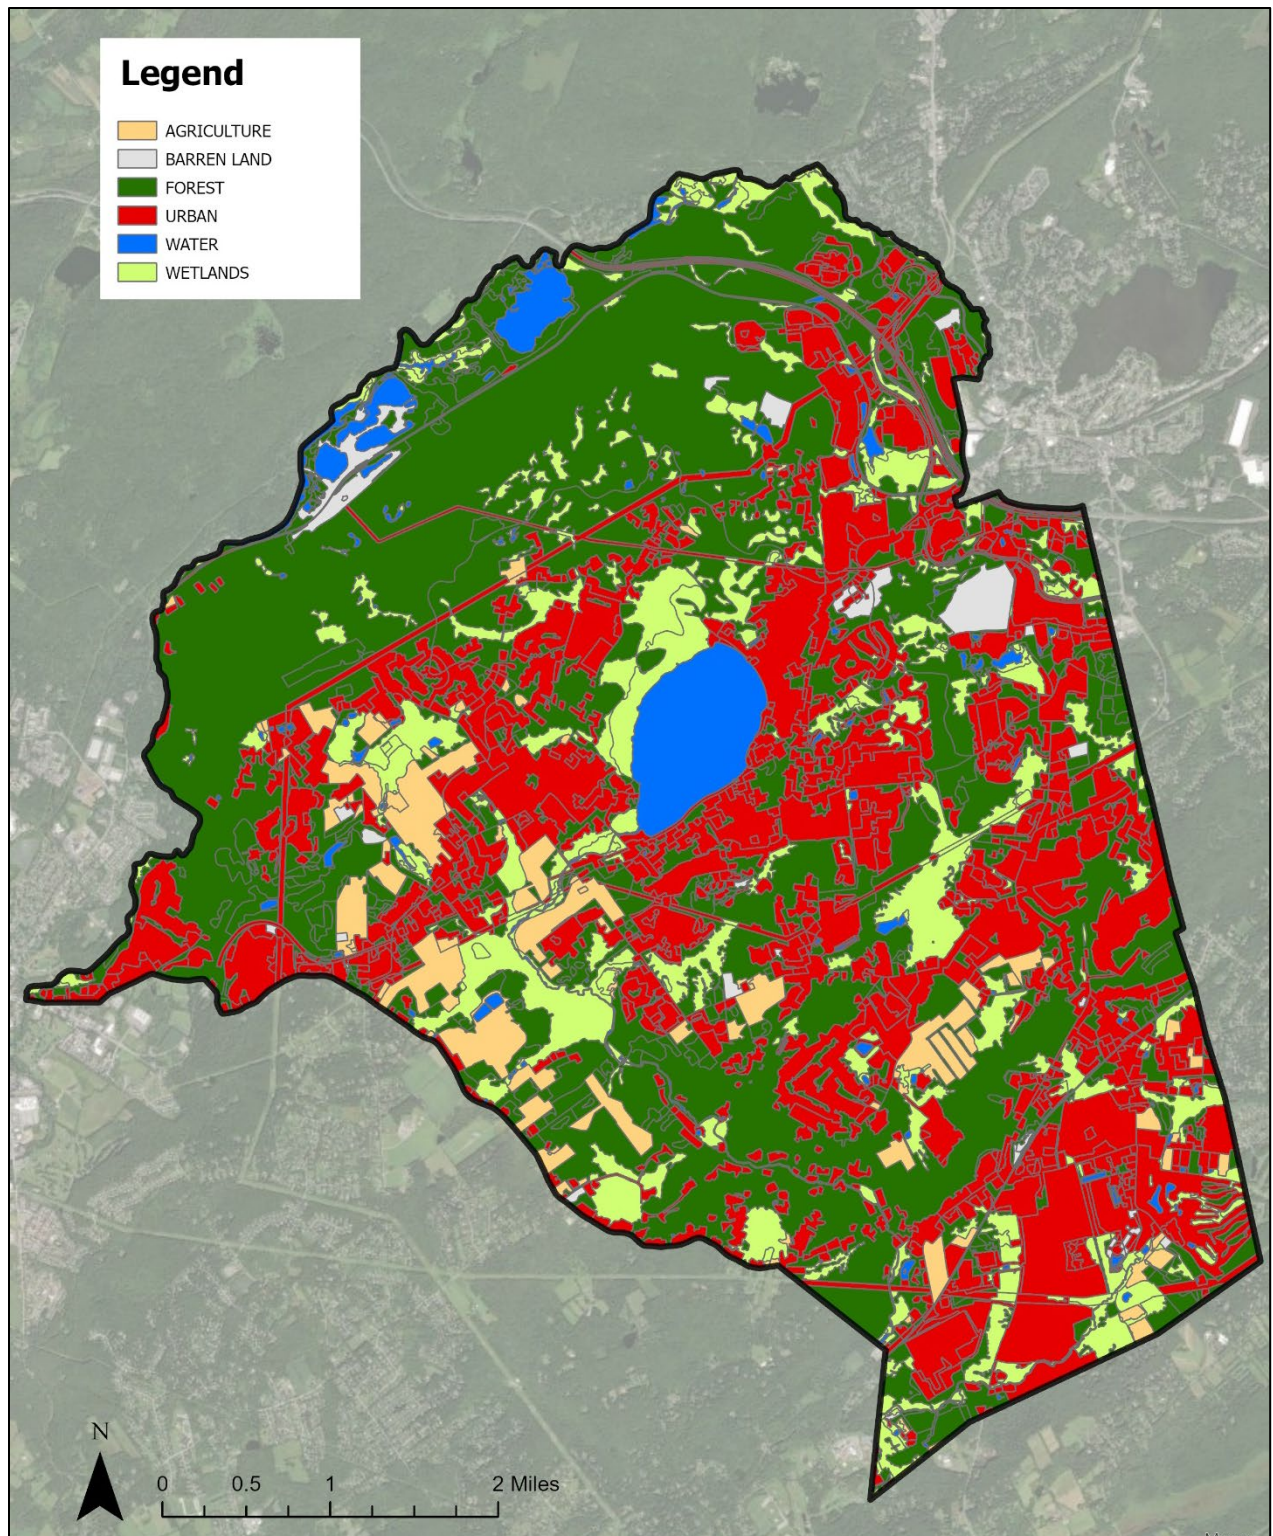 Legend
AGRICULTURE
BARREN LAND
FOREST
URBAN
WATER
WETLANDS
N
0 0.5 1 2 Miles